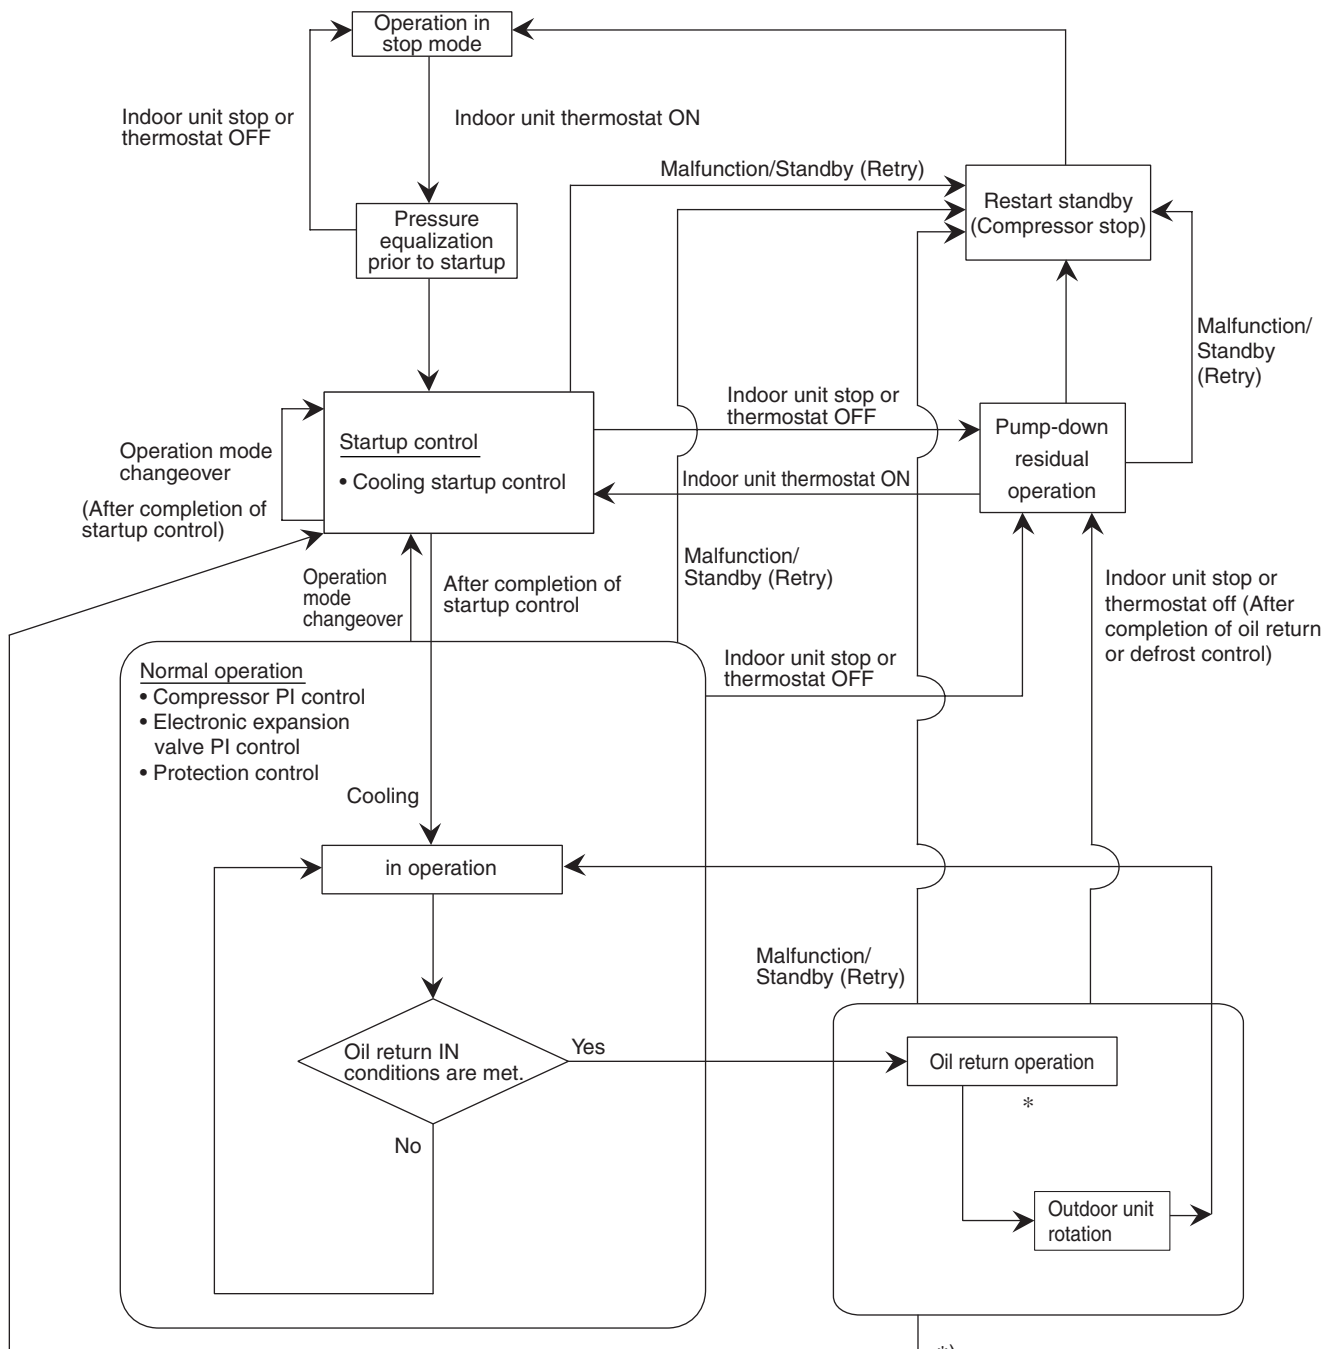 Operation in
stop mode
Indoor unit stop or
thermostat OFF
Indoor unit thermostat ON
Malfunction/Standby (Retry)
Restart standby
(Compressor stop)
Pressure
equalization
prior to startup
Malfunction/
Standby
(Retry)
Indoor unit stop or
thermostat OFF
Pump-down
residual
operation
Operation mode
changeover
(After completion of
startup control)
Startup control
• Cooling startup control
Indoor unit thermostat ON
Malfunction/
Standby (Retry)
Operation
mode
changeover
After completion of
startup control
Indoor unit stop or
thermostat off (After
completion of oil return
or defrost control)
Indoor unit stop or
thermostat OFF
Normal operation
• Compressor PI control
• Electronic expansion
valve PI control
• Protection control
Cooling
in operation
Malfunction/
Standby (Retry)
Oil return IN
conditions are met.
Yes
No
Oil return operation
*
Outdoor unit
rotation
*)